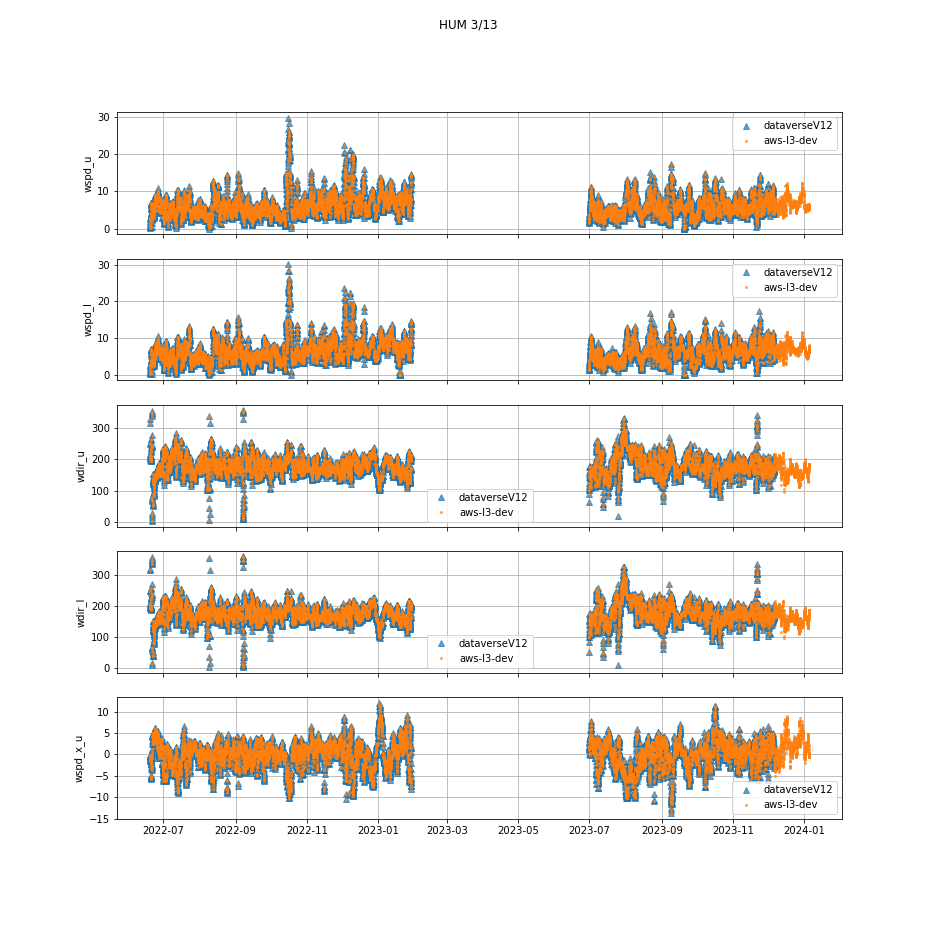 HUM 3/13
30
20
10
0
wspd_u
dataverseV12
aws-l3-dev
30
20
10
0
wspd_l
dataverseV12
aws-l3-dev
300
200
100
0
wdir_u
dataverseV12
aws-l3-dev
300
200
100
0
wdir_l
dataverseV12
aws-l3-dev
10
5
0
−5
−10
−15
wspd_x_u
dataverseV12
aws-l3-dev
2022-07 2022-09 2022-11 2023-01 2023-03 2023-05 2023-07 2023-09 2023-11 2024-01